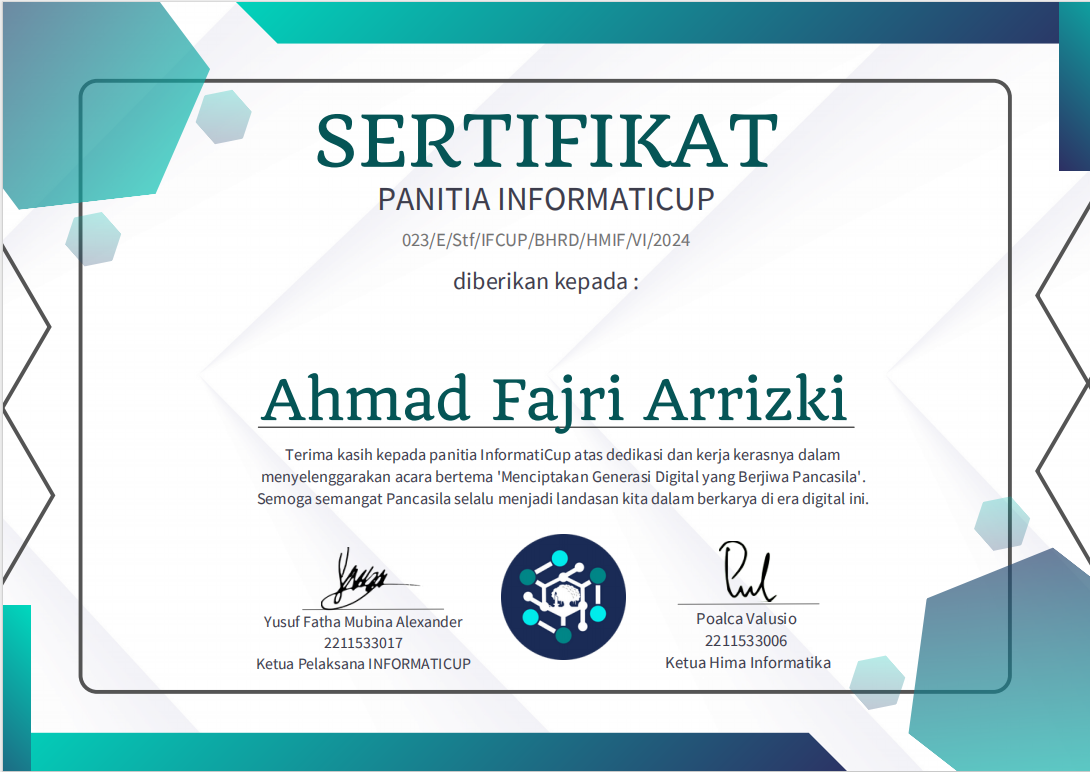 SERTIFIKAT
PANITIA INFORMATICUP
023/E/Stf/IFCUP/BHRD/HMIF/VI/2024
diberikan kepada :
Ahmad Fajri Arrizki
Terima kasih kepada panitia InformatiCup atas dedikasi dan kerja kerasnya dalam
menyelenggarakan acara bertema 'Menciptakan Generasi Digital yang Berjiwa Pancasila'.
Semoga semangat Pancasila selalu menjadi landasan kita dalam berkarya di era digital ini.
Yusuf Fatha Mubina Alexander
2211533017
Ketua Pelaksana INFORMATICUP
Poalca Valusio
2211533006
Ketua Hima Informatika